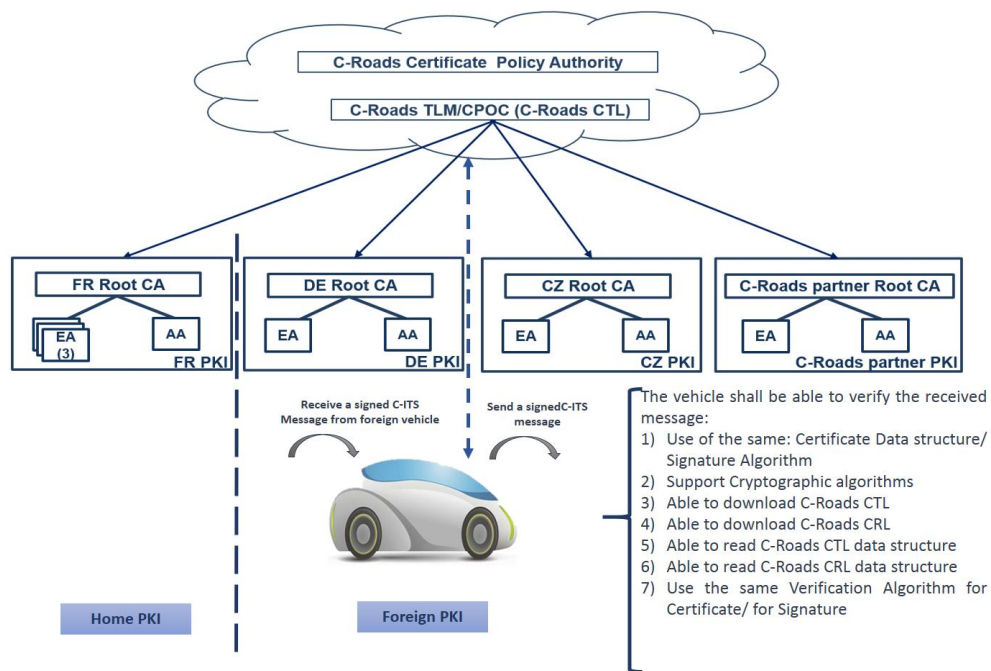 C-Roads Certificate Policy Authority
C-Roads TLM/CPOC (C-Roads CTL)
FR Root CA
EA
(3)
AA
FR PKI
DE Root CA
EA
AA
DE PKI
CZ Root CA
EA
AA
CZ PKI
C-Roads partner Root CA
EA
AA
C-Roads partner PKI
Receive a signed C-ITS
Message from foreign vehicle
Send a signedC-ITS
message
The vehicle shall be able to verify the received
message:
1) Use of the same: Certificate Data structure/
Signature Algorithm
2) Support Cryptographic algorithms
3) Able to download C-Roads CTL
4) Able to download C-Roads CRL
5) Able to read C-Roads CTL data structure
6) Able to read C-Roads CRL data structure
7) Use the same Verification Algorithm for
Certificate/ for Signature
Home PKI
Foreign PKI